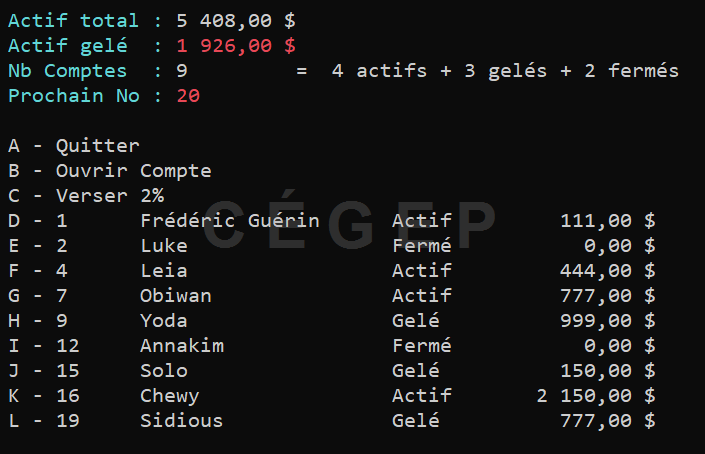 Actif total : 5 408,00 $
Actif gelé  : 1 926,00 $
Nb Comptes  : 9         =  4 actifs + 3 gelés + 2 fermés
Prochain No : 20
A - Quitter
B - Ouvrir Compte
C - Verser 2%
CÉGEP
D - 1      Frédéric Guérin      Actif         111,00 $
E - 2      Luke                 Fermé           0,00 $
F - 4      Leia                 Actif         444,00 $
G - 7      Obiwan               Actif         777,00 $
H - 9      Yoda                 Gelé          999,00 $
I - 12     Annakim              Fermé           0,00 $
J - 15     Solo                 Gelé          150,00 $
K - 16     Chewy                Actif       2 150,00 $
L - 19     Sidious              Gelé          777,00 $